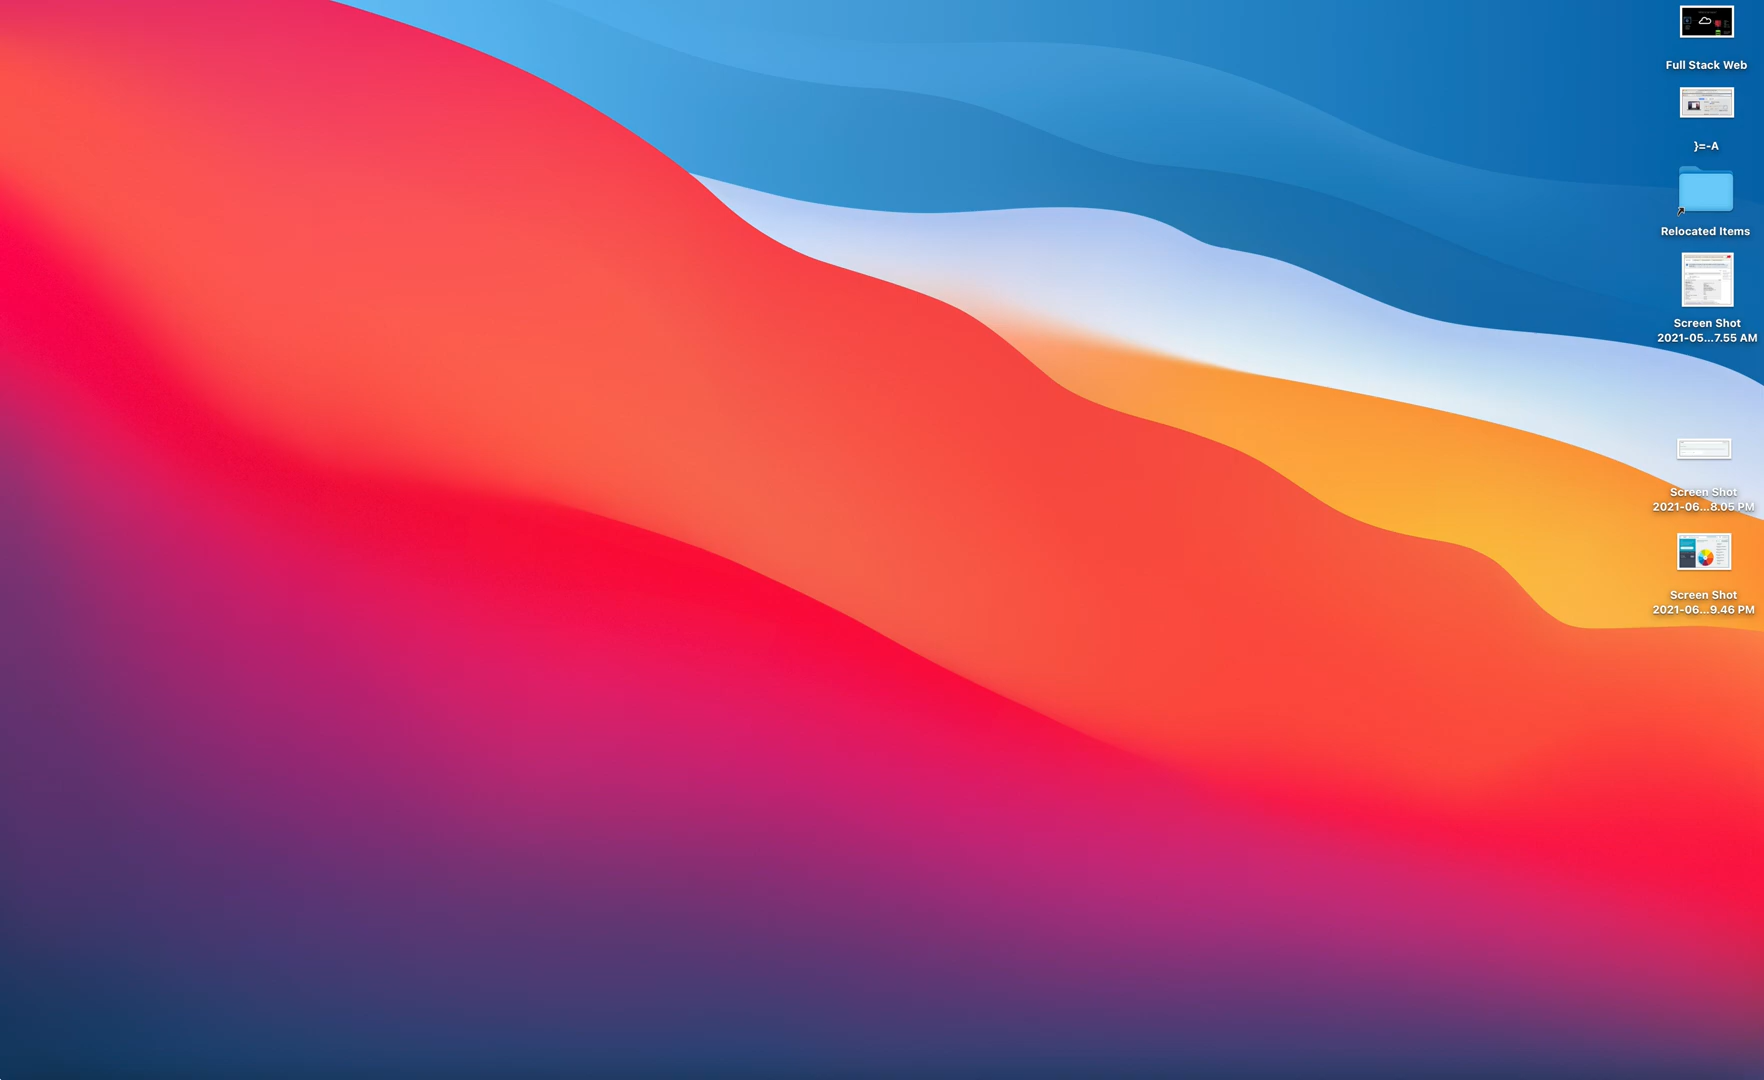 Full Stack Web
}=-A
Relocated Items
Screen Shot
2021-05...7.55 AM
Screen Shot
2021-06...8.05 PM
Screen Shot
2021-06...9.46 PM